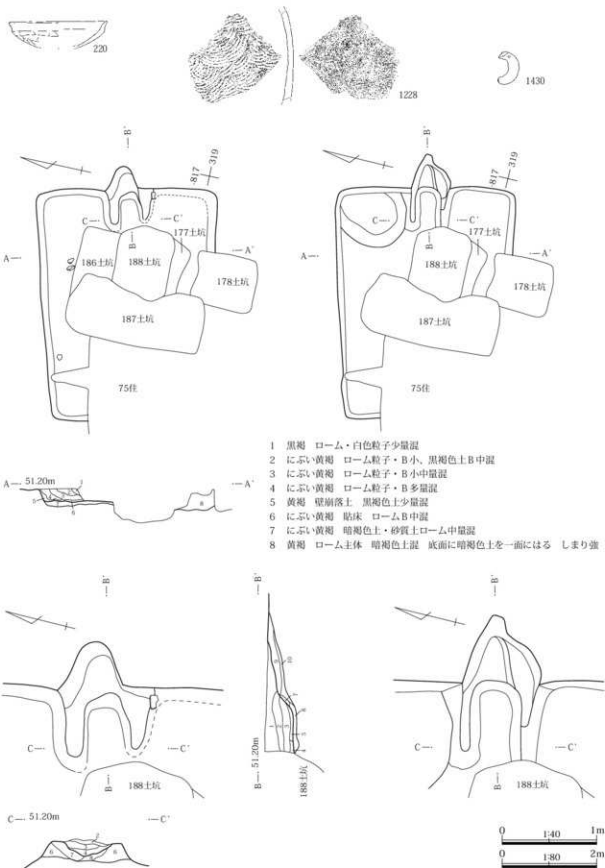 220
1228
1430
B'
817
319
C C'
177土坑
A A'
B
186土坑
188土坑
178土坑
187土坑
75住
B'
817
319
C C'
177土坑
A A'
B
188土坑
178土坑
187土坑
75住
1 黒褐 ローム・白色粒子少量混
2 にぶい黄褐 ローム粒子・B小、黒褐色土B中混
3 にぶい黄褐 ローム粒子・B小中量混
4 にぶい黄褐 ローム粒子・B多量混
5 黄褐 壁崩落土 黒褐色土少量混
6 にぶい黄褐 貼床 ロームB中混
7 にぶい黄褐 暗褐色土・砂質土ローム中量混
8 黄褐 ローム主体 暗褐色土混 底面に暗褐色土を一面にはる しまり強
A 51.20m A'
B'
C C'
B
188土坑
B'
B 51.20m
188土坑
B'
C C'
B
188土坑
C 51.20m C'
0 1:40 1m
0 1:80 2m